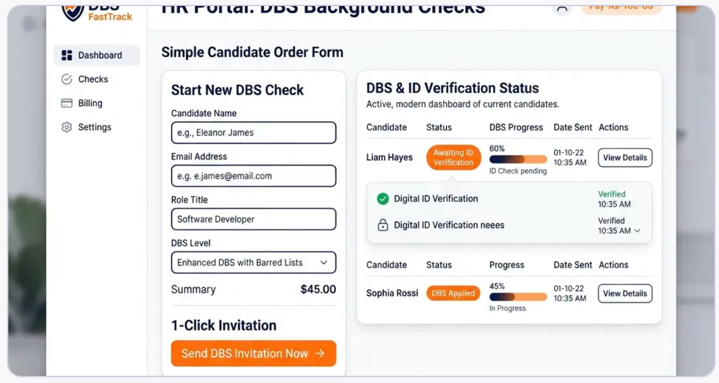 DBS
FastTrack
HR Portal: DBS Background Checks
Pay-As-You-Go
Dashboard
Checks
Billing
Settings
Simple Candidate Order Form
Start New DBS Check
Candidate Name
e.g., Eleanor James
Email Address
e.g. e.james@email.com
Role Title
Software Developer
DBS Level
Enhanced DBS with Barred Lists
Summary $45.00
1-Click Invitation
Send DBS Invitation Now →
DBS & ID Verification Status
Active, modern dashboard of current candidates.
Candidate Status DBS Progress Date Sent Actions
Liam Hayes Awaiting ID Verification 60% ID Check pending 01-10-22 10:35 AM View Details
Digital ID Verification Verified 10:35 AM
Digital ID Verification neees Verified 10:35 AM
Candidate Status Progress Date Sent Actions
Sophia Rossi DBS Applied 45% In Progress 01-10-22 10:35 AM View Details